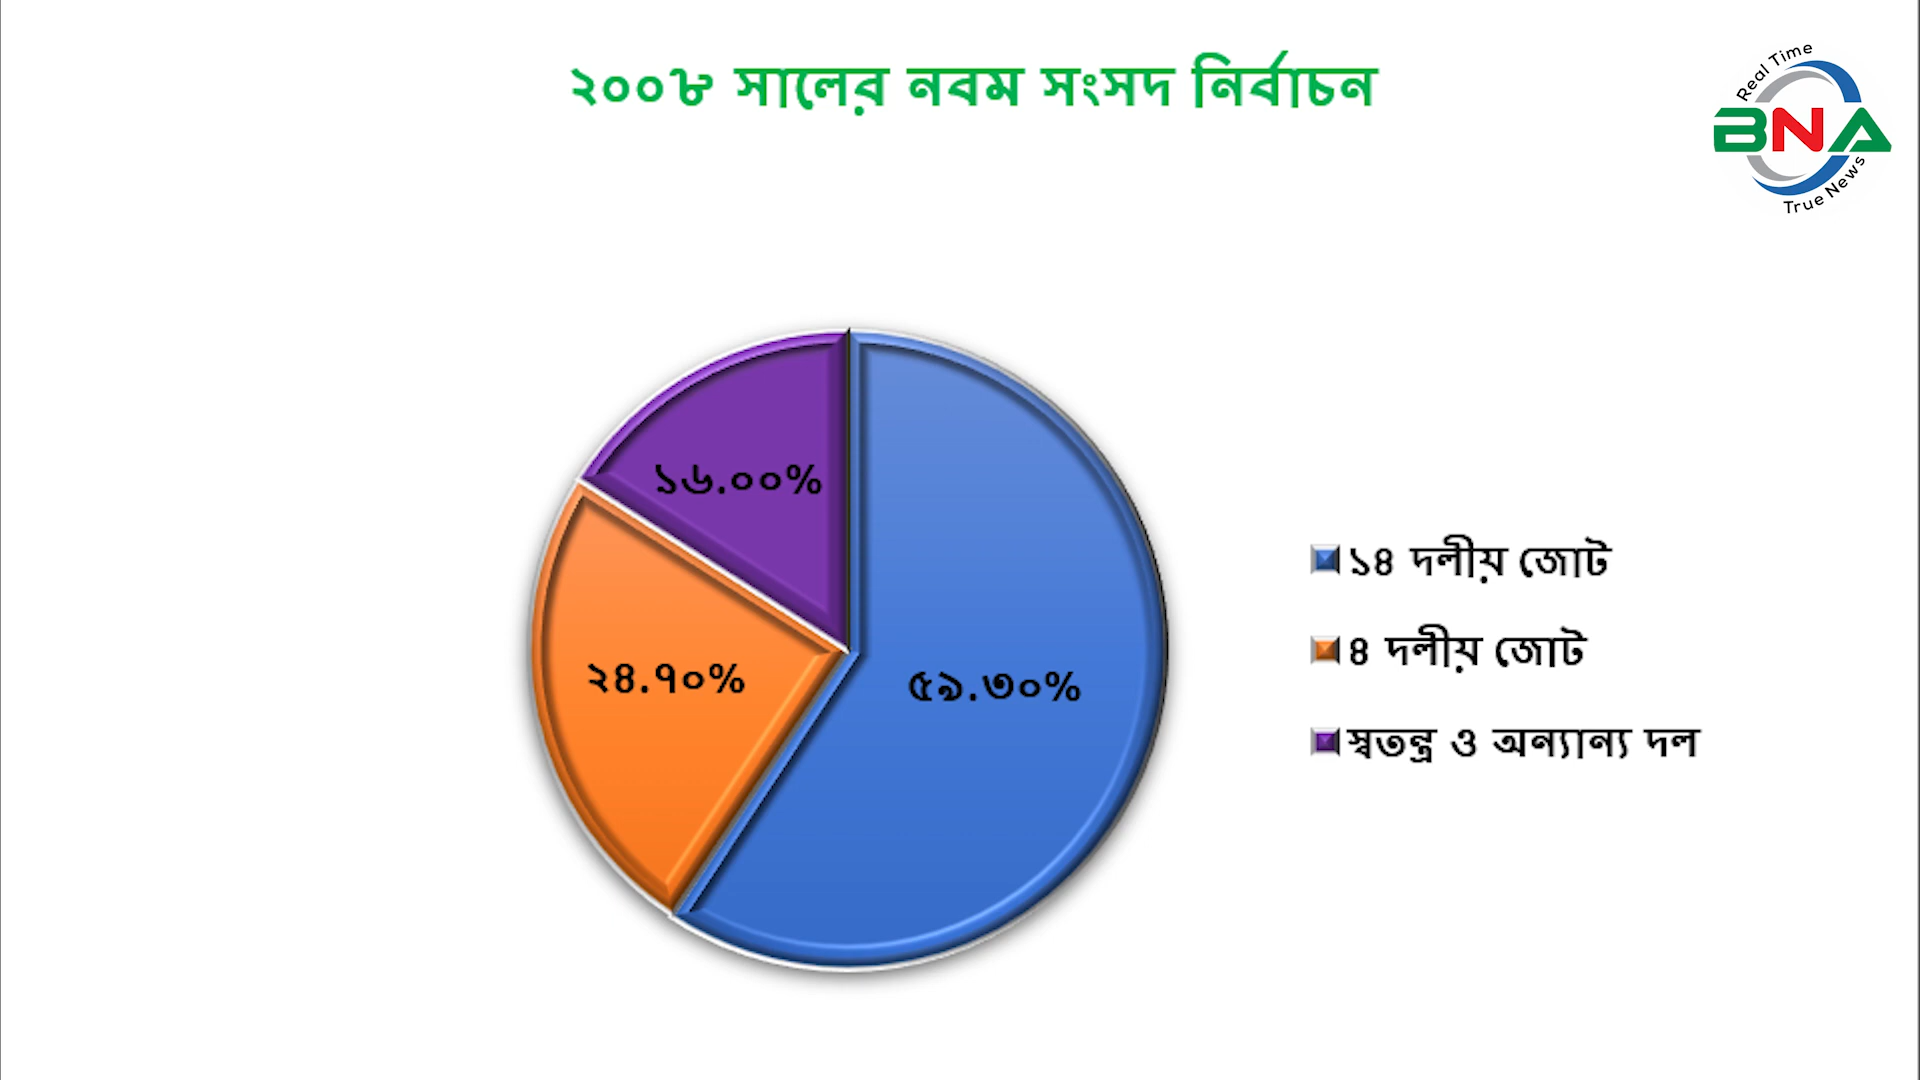 ২০০৮ সালের নবম সংসদ নির্বাচন
Real Time
BNA
True News
১৬.০০%
২৪.৭০%
৫৯.৩০%
১৪ দলীয় জোট
৪ দলীয় জোট
স্বতন্ত্র ও অন্যান্য দল